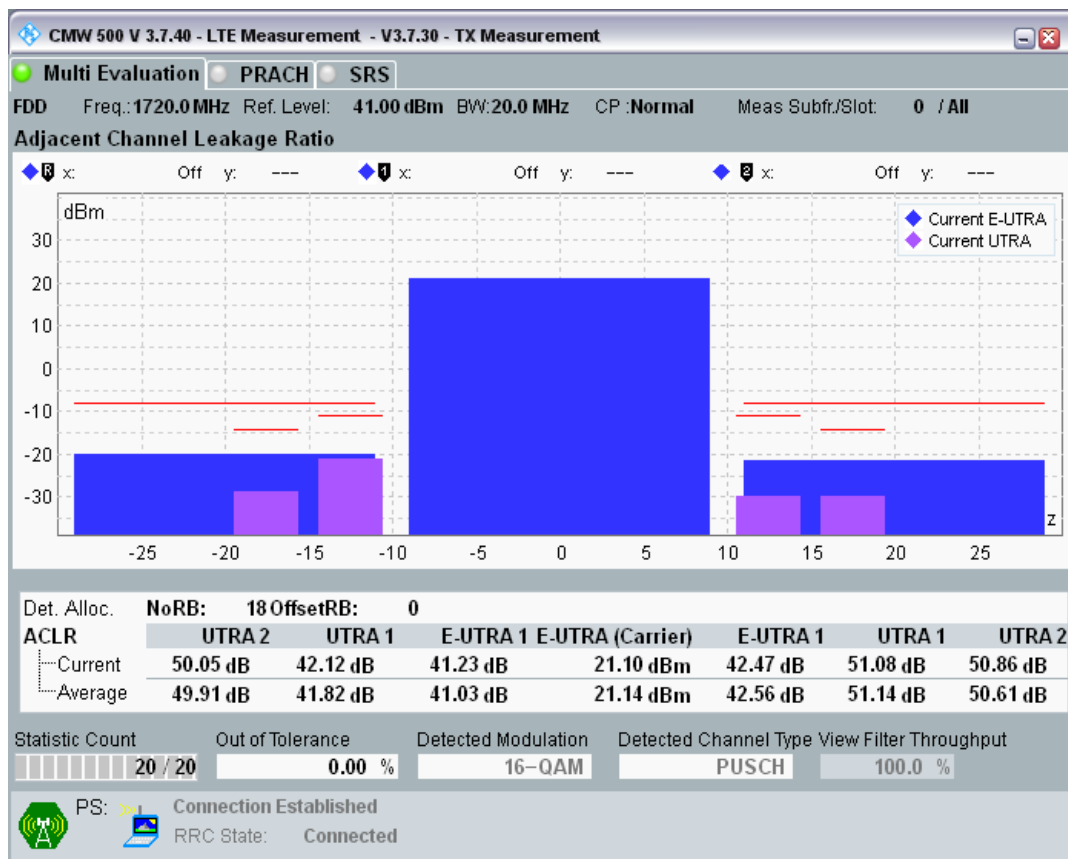 CMW 500 V 3.7.40 - LTE Measurement - V3.7.30 - TX Measurement
Multi Evaluation PRACH SRS
FDD Freq.:1720.0 MHz Ref. Level: 41.00 dBm BW:20.0 MHz CP :Normal Meas Subfr./Slot: 0 / All
Adjacent Channel Leakage Ratio
R x: Off y: --- 1 x: Off y: --- 2 x: Off y: ---
dBm
Current E-UTRA
Current UTRA
30
20
10
0
-10
-20
-30
z
-25 -20 -15 -10 -5 0 5 10 15 20 25
Det. Alloc. NoRB: 18 OffsetRB: 0
ACLR UTRA 2 UTRA 1 E-UTRA 1 E-UTRA (Carrier) E-UTRA 1 UTRA 1 UTRA 2
Current 50.05 dB 42.12 dB 41.23 dB 21.10 dBm 42.47 dB 51.08 dB 50.86 dB
Average 49.91 dB 41.82 dB 41.03 dB 21.14 dBm 42.56 dB 51.14 dB 50.61 dB
Statistic Count Out of Tolerance Detected Modulation Detected Channel Type View Filter Throughput
20 / 20 0.00 % 16-QAM PUSCH 100.0 %
PS: Connection Established
RRC State: Connected